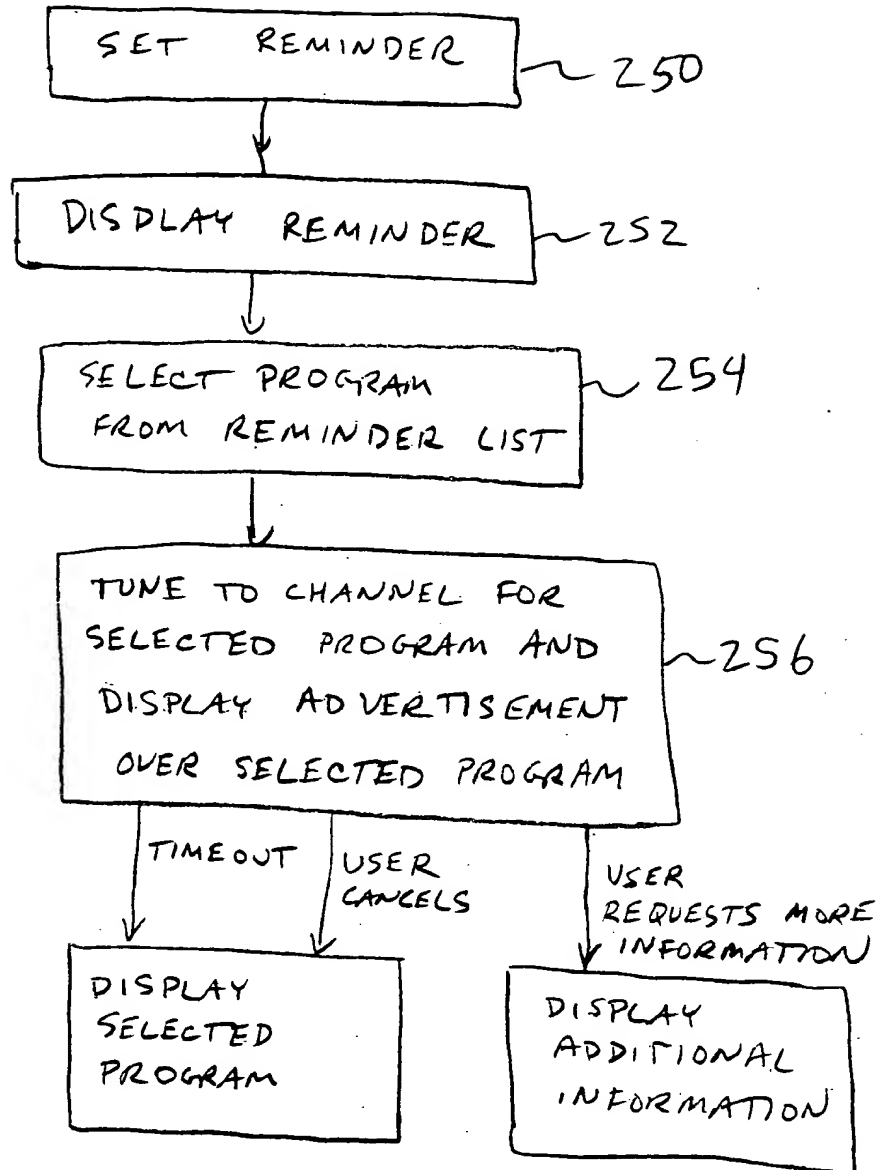 SET REMINDER
250
DISPLAY REMINDER
252
SELECT PROGRAM
FROM REMINDER LIST
254
TUNE TO CHANNEL FOR
SELECTED PROGRAM AND
DISPLAY ADVERTISEMENT
OVER SELECTED PROGRAM
256
TIMEOUT
USER
CANCELS
USER
REQUESTS MORE
INFORMATION
DISPLAY
SELECTED
PROGRAM
DISPLAY
ADDITIONAL
INFORMATION